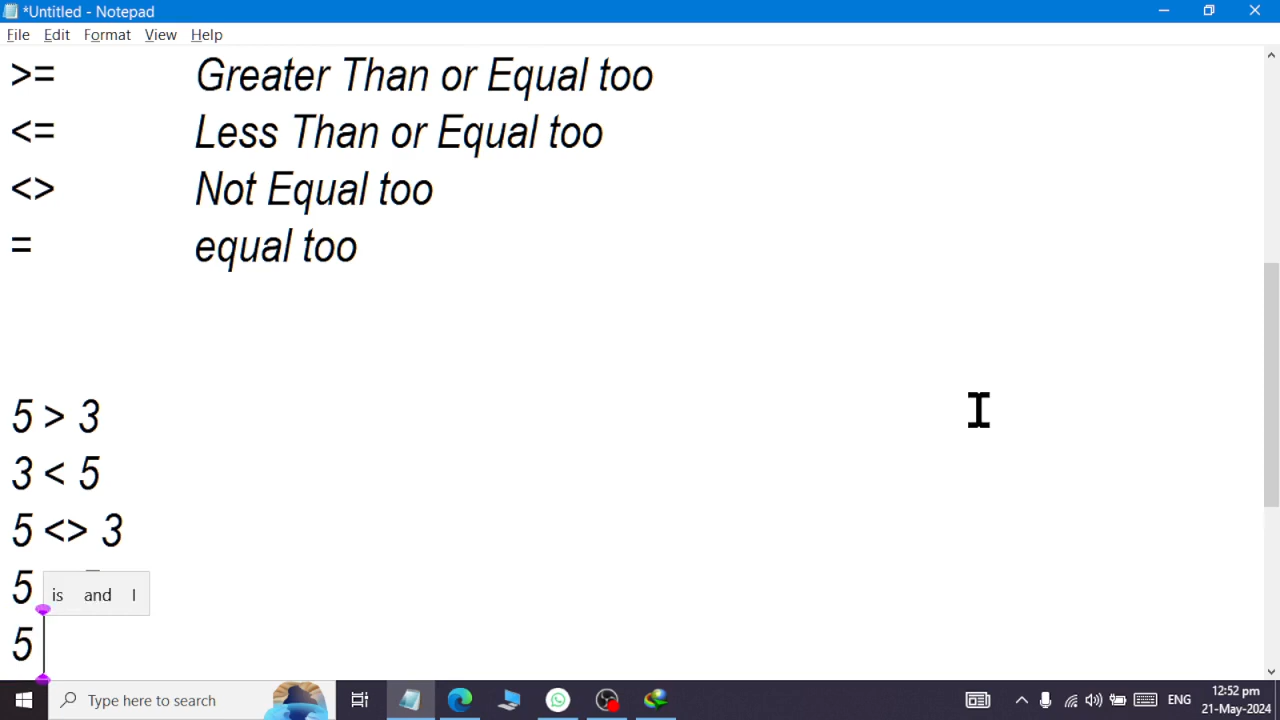 *Untitled - Notepad
File Edit Format View Help
>= Greater Than or Equal too
<= Less Than or Equal too
<> Not Equal too
= equal too
5 > 3
3 < 5
5 <> 3
5
is and I
5
Type here to search
ENG
12:52 pm
21-May-2024